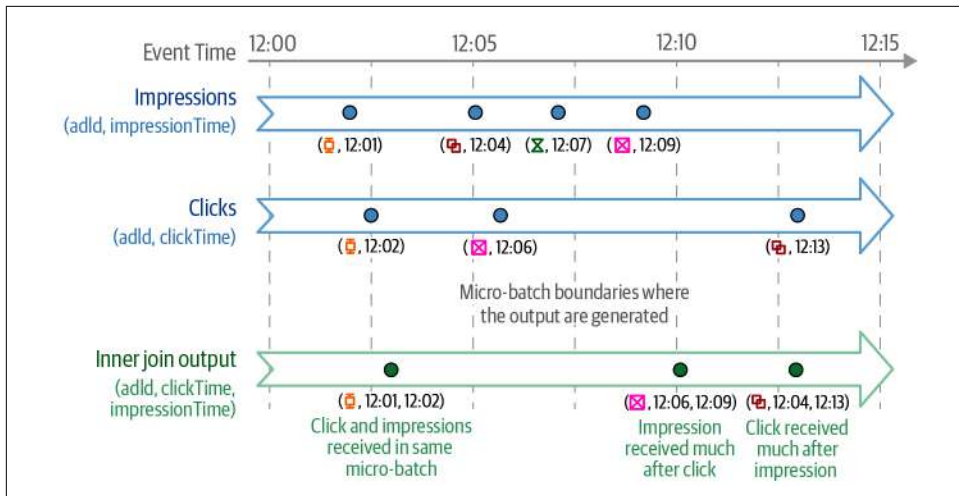 Event Time 12:00 12:05 12:10 12:15
Impressions
(adId, impressionTime)
( , 12:01) ( , 12:04) ( , 12:07) ( , 12:09)
Clicks
(adId, clickTime)
( , 12:02) ( , 12:06) ( , 12:13)
Micro-batch boundaries where
the output are generated
Inner join output
(adId, clickTime,
impressionTime)
( , 12:01, 12:02) ( , 12:06, 12:09) ( , 12:04, 12:13)
Click and impressions
received in same
micro-batch
Impression
received much
after click
Click received
much after
impression